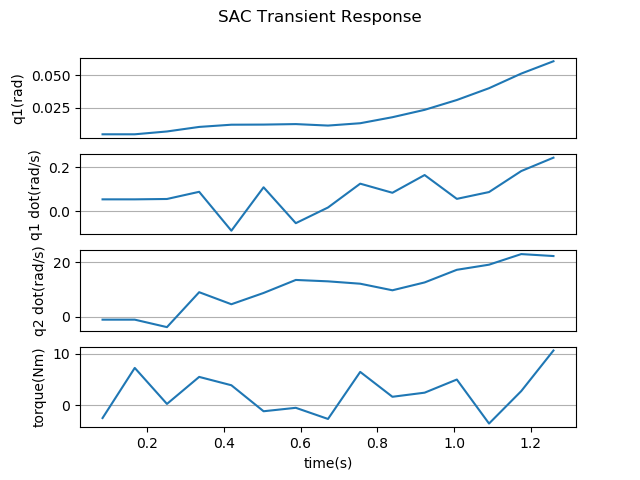 SAC Transient Response
q1(rad)
0.050
0.025
q1 dot(rad/s)
0.2
0.0
q2 dot(rad/s)
20
0
torque(Nm)
10
0
0.2 0.4 0.6 0.8 1.0 1.2
time(s)